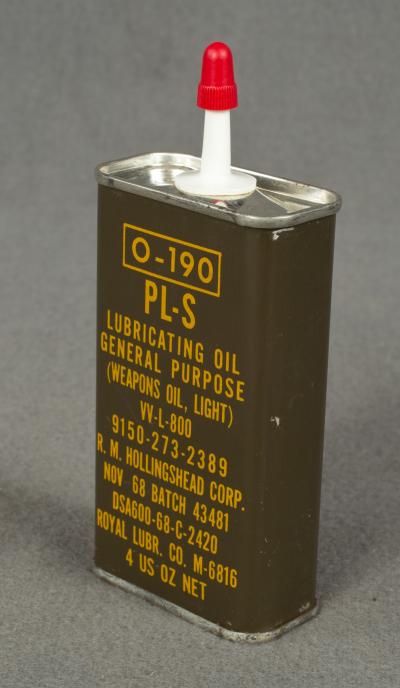 O-190
PL-S
LUBRICATING OIL
GENERAL PURPOSE
(WEAPONS OIL, LIGHT)
VV-L-800
9150-273-2389
R. M. HOLLINGSHEAD CORP.
NOV 68 BATCH 43481
DSA600-68-C-2420
ROYAL LUBR. CO. M-6816
4 US OZ NET